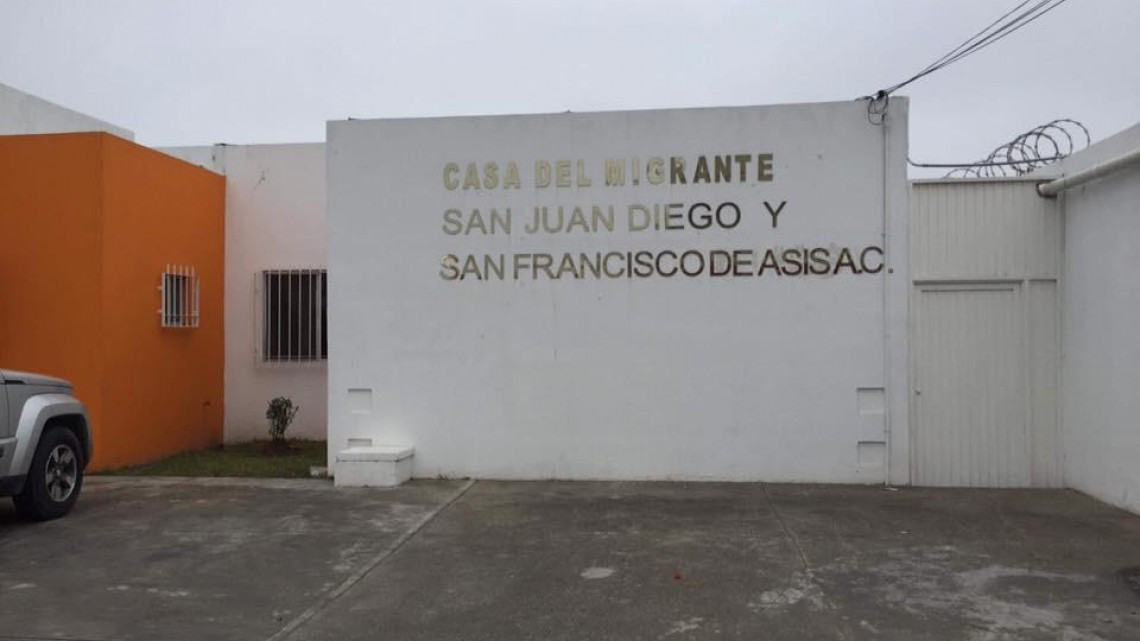 CASA DEL MIGRANTE
SAN JUAN DIEGO Y
SAN FRANCISCO DE ASIS A.C.